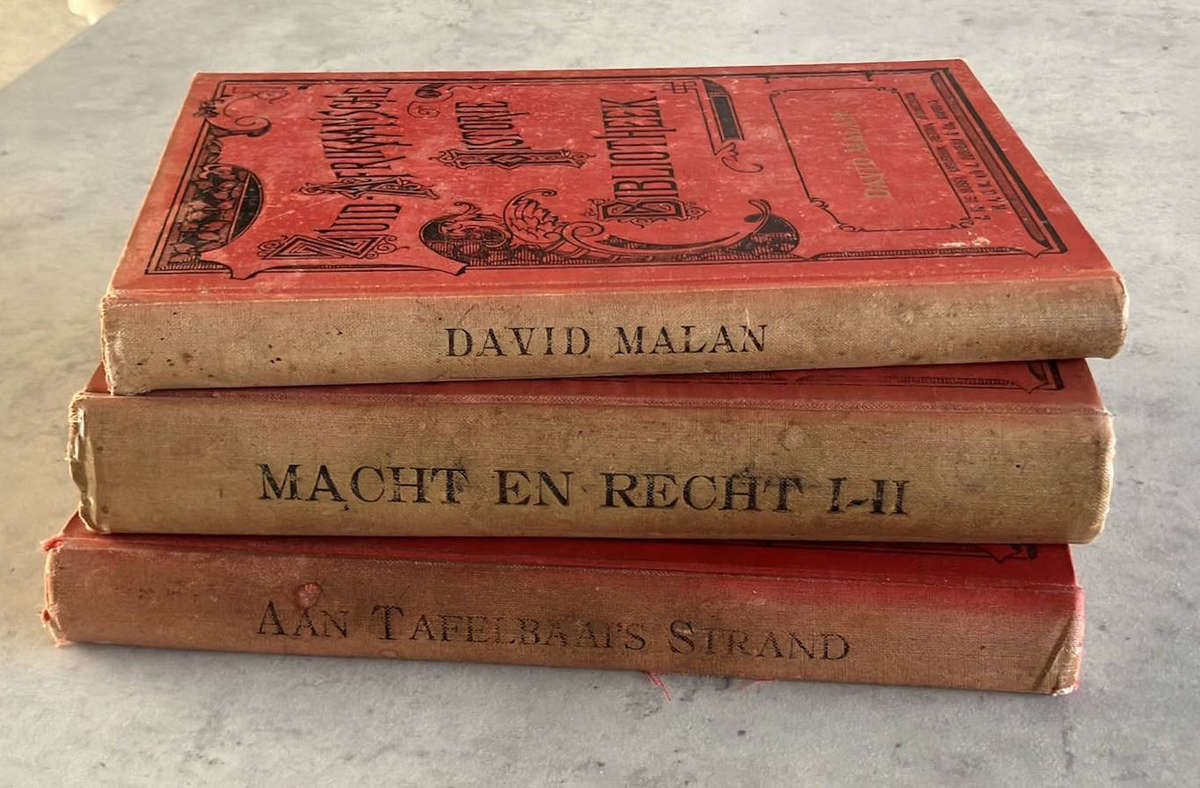 ZUID-AFRIKAANSCHE
HISTORIE
BIBLIOTHEEK.
DAVID MALAN
DAVID MALAN
MACHT EN RECHT I-II
AAN TAFELBAAI'S STRAND